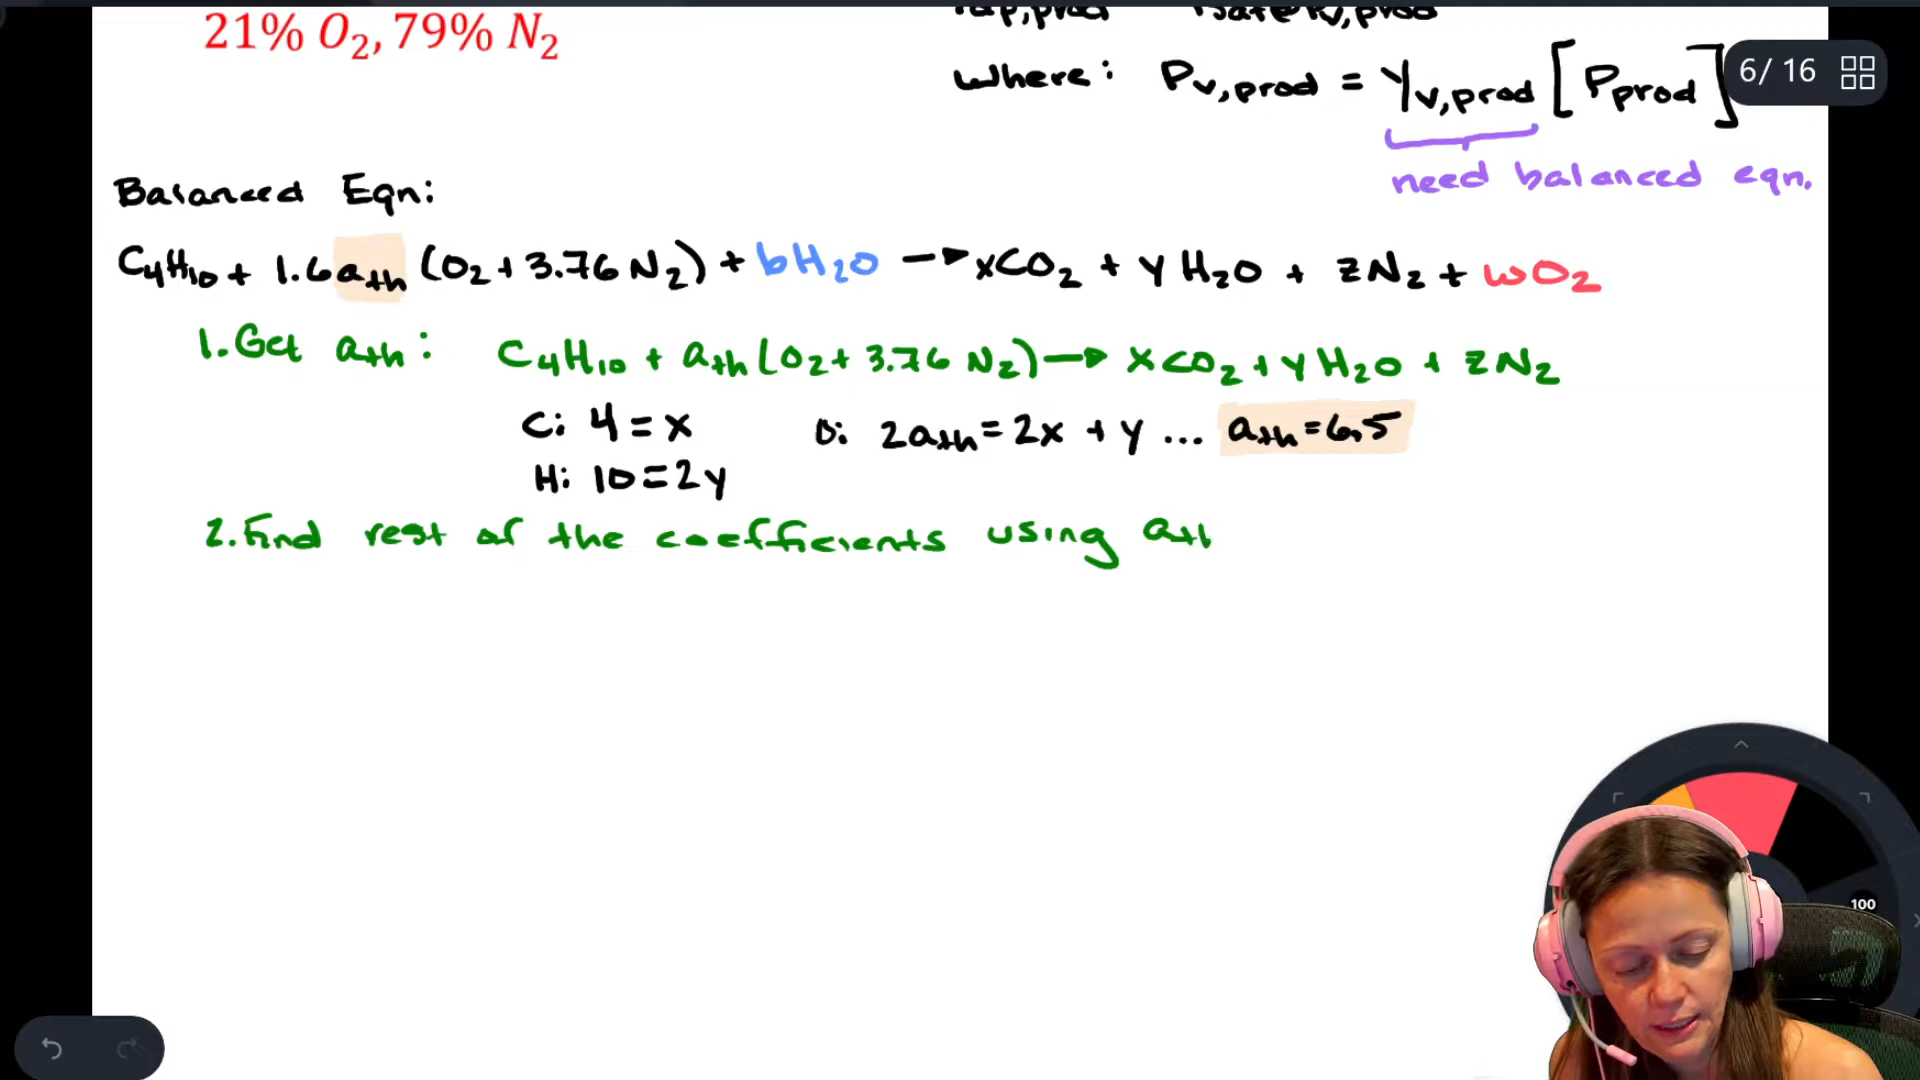 21% O₂, 79% N₂
where: Pv,prod = yv,prod [Pprod]
6/ 16
need balanced eqn.
Balanced Eqn:
C₄H₁₀ + 1.6ath (O₂ + 3.76 N₂) + bH₂O → xCO₂ + yH₂O + zN₂ + wO₂
1. Get ath: C₄H₁₀ + ath (O₂ + 3.76 N₂) → xCO₂ + yH₂O + zN₂
C: 4 = x O: 2ath = 2x + y ... ath = 6.5
H: 10 = 2y
2. Find rest of the coefficients using ath
100